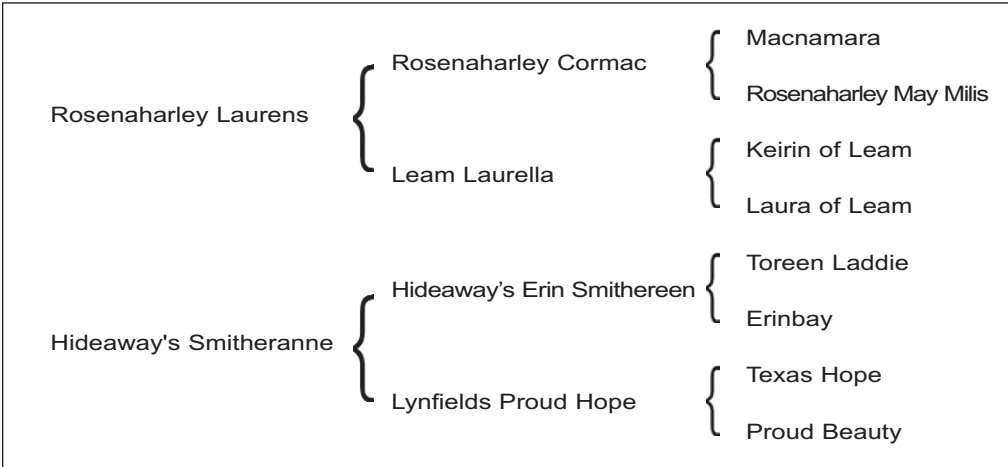 Macnamara
Rosenaharley Cormac
Rosenaharley May Milis
Rosenaharley Laurens
Keirin of Leam
Leam Laurella
Laura of Leam
Toreen Laddie
Hideaway’s Erin Smithereen
Erinbay
Hideaway's Smitheranne
Texas Hope
Lynfields Proud Hope
Proud Beauty